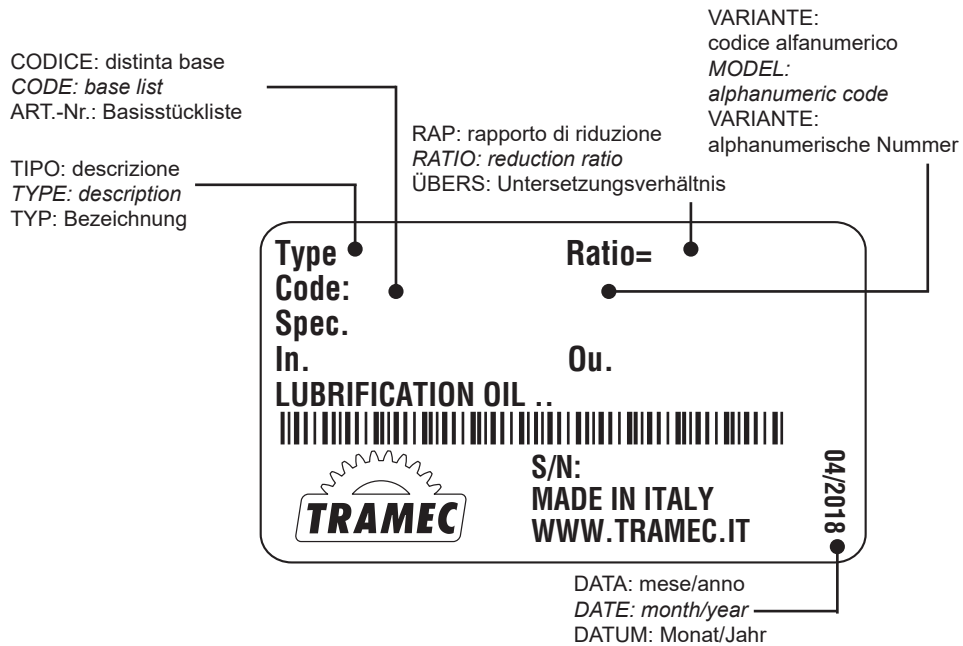 VARIANTE:
codice alfanumerico
MODEL:
alphanumeric code
VARIANTE:
alphanumerische Nummer
CODICE: distinta base
CODE: base list
ART.-Nr.: Basisstückliste
RAP: rapporto di riduzione
RATIO: reduction ratio
ÜBERS: Untersetzungsverhältnis
TIPO: descrizione
TYPE: description
TYP: Bezeichnung
Type Ratio=
Code:
Spec.
In. Ou.
LUBRIFICATION OIL ..
TRAMEC
S/N:
MADE IN ITALY
WWW.TRAMEC.IT
04/2018
DATA: mese/anno
DATE: month/year
DATUM: Monat/Jahr